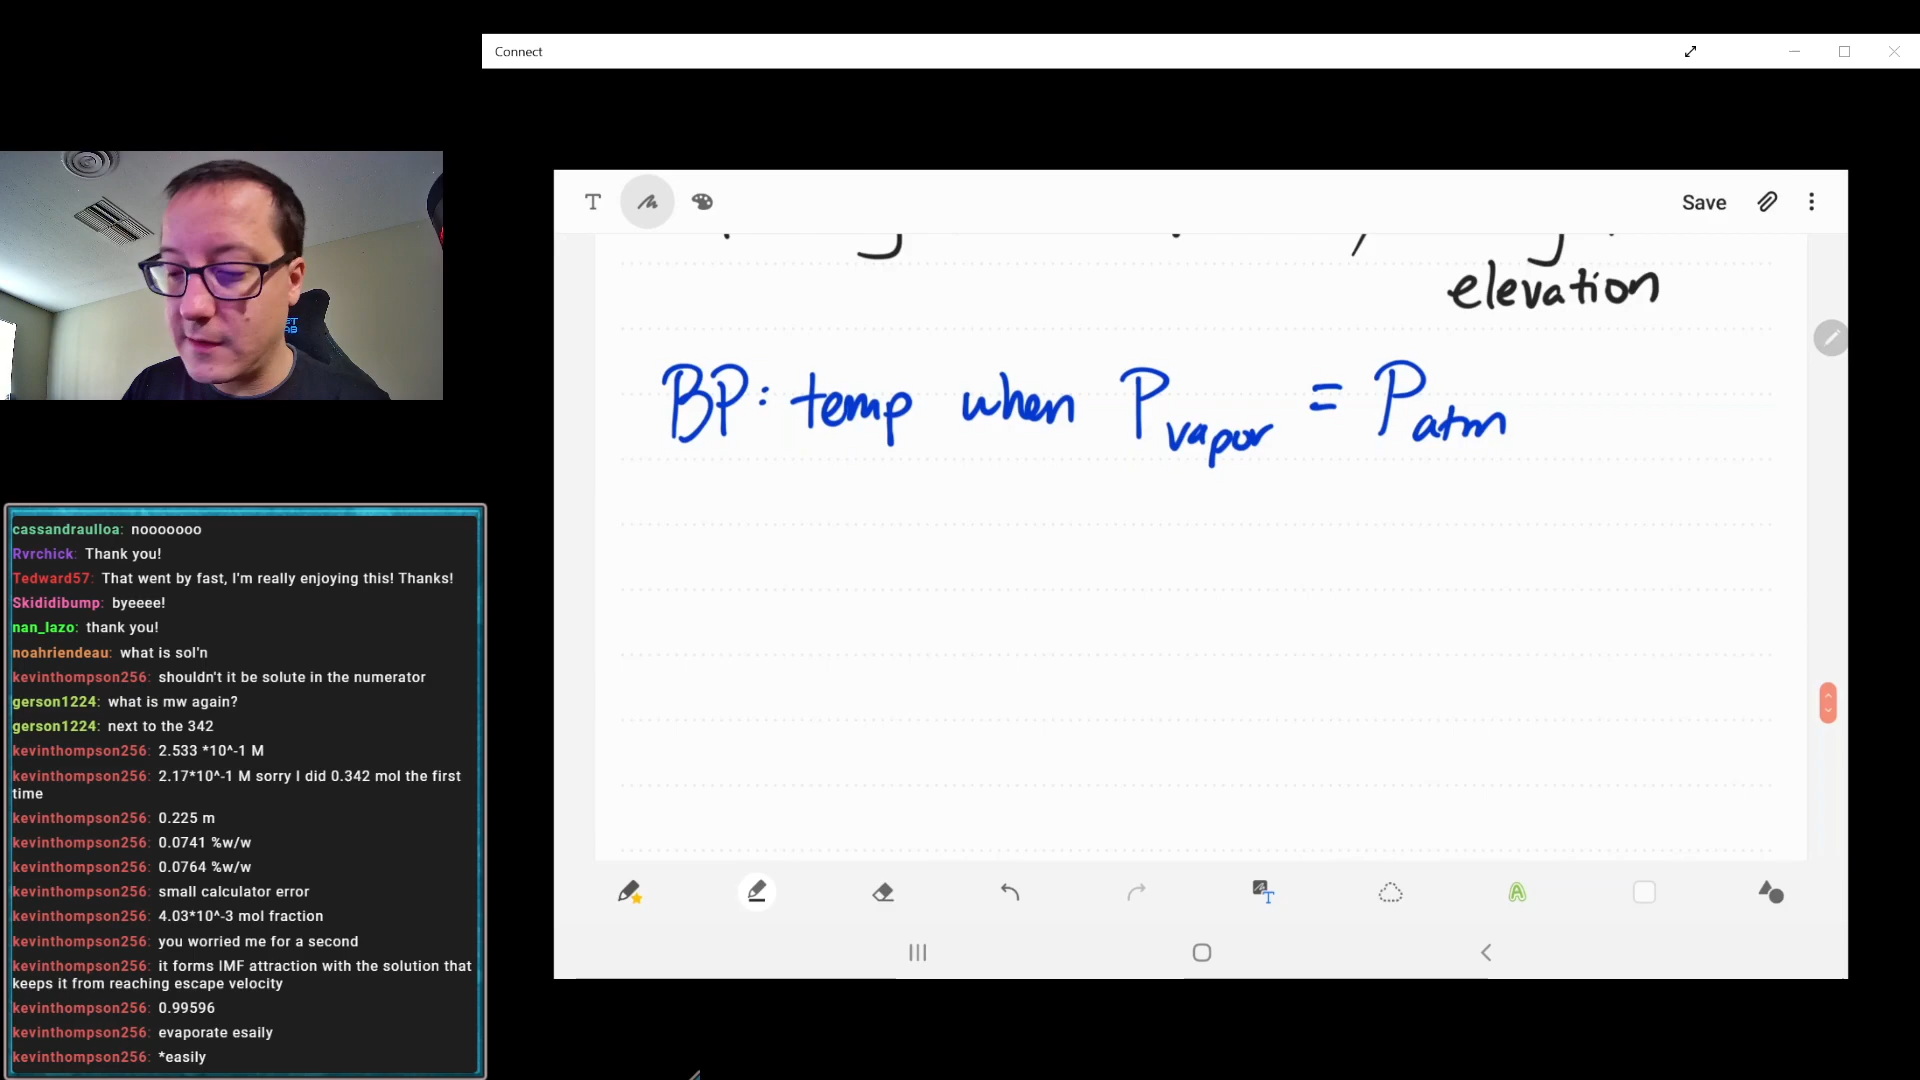 Connect
T
Save
elevation
BP: temp when P vapor = P atm
cassandraulloa: nooooooo
Rvrchick: Thank you!
Tedward57: That went by fast, I'm really enjoying this! Thanks!
Skididibump: byeeee!
nan_lazo: thank you!
noahriendeau: what is sol'n
kevinthompson256: shouldn't it be solute in the numerator
gerson1224: what is mw again?
gerson1224: next to the 342
kevinthompson256: 2.533 *10^-1 M
kevinthompson256: 2.17*10^-1 M sorry I did 0.342 mol the first
time
kevinthompson256: 0.225 m
kevinthompson256: 0.0741 %w/w
kevinthompson256: 0.0764 %w/w
kevinthompson256: small calculator error
kevinthompson256: 4.03*10^-3 mol fraction
kevinthompson256: you worried me for a second
kevinthompson256: it forms IMF attraction with the solution that
keeps it from reaching escape velocity
kevinthompson256: 0.99596
kevinthompson256: evaporate esaily
kevinthompson256: *easily